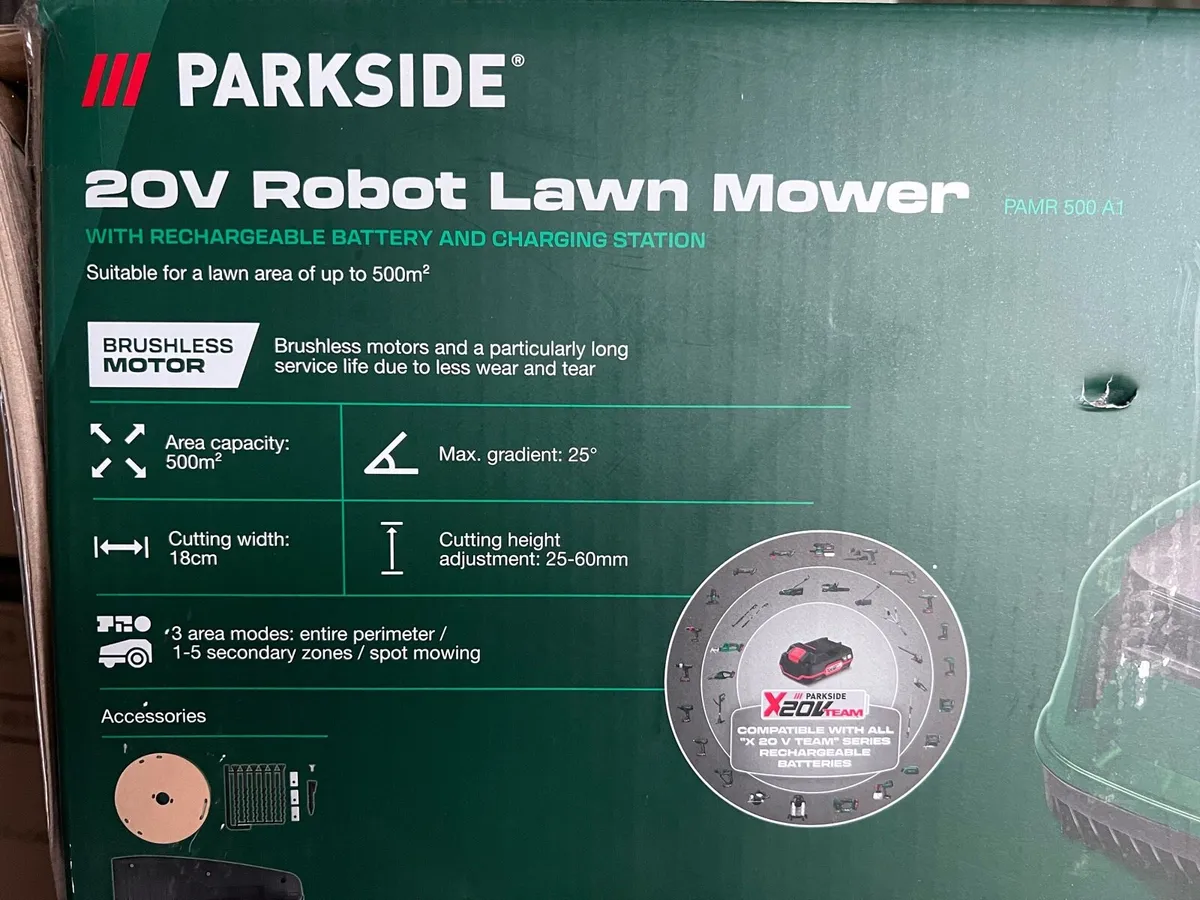 PARKSIDE®
20V Robot Lawn Mower PAMR 500 A1
WITH RECHARGEABLE BATTERY AND CHARGING STATION
Suitable for a lawn area of up to 500m²
BRUSHLESS
MOTOR
Brushless motors and a particularly long
service life due to less wear and tear
Area capacity:
500m²
Max. gradient: 25°
Cutting width:
18cm
Cutting height
adjustment: 25-60mm
3 area modes: entire perimeter /
1-5 secondary zones / spot mowing
Accessories
PARKSIDE
X20V TEAM
COMPATIBLE WITH ALL
"X 20 V TEAM" SERIES
RECHARGEABLE
BATTERIES